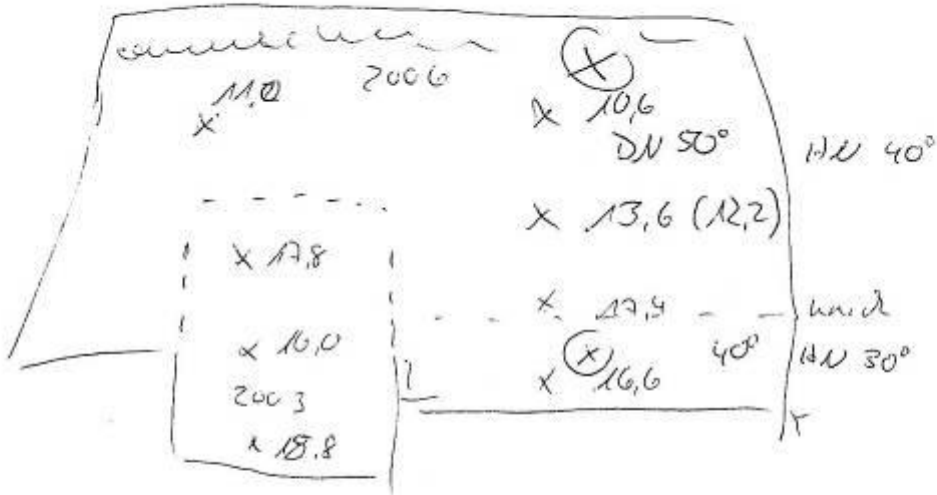 11,0 2006
X
X 10,6
X
DN 50°
HN 40°
X 13,6 (12,2)
X 17,8
X 17,4
X 10,0
X
X 16,6
40°
HN 30°
2003
X 18.8